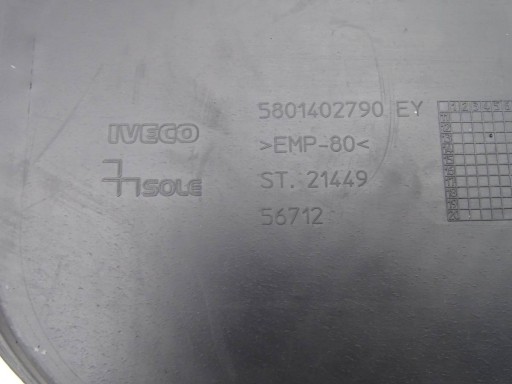 IVECO
SOLE
5801402790 EY
>EMP-80<
ST. 21449
56712